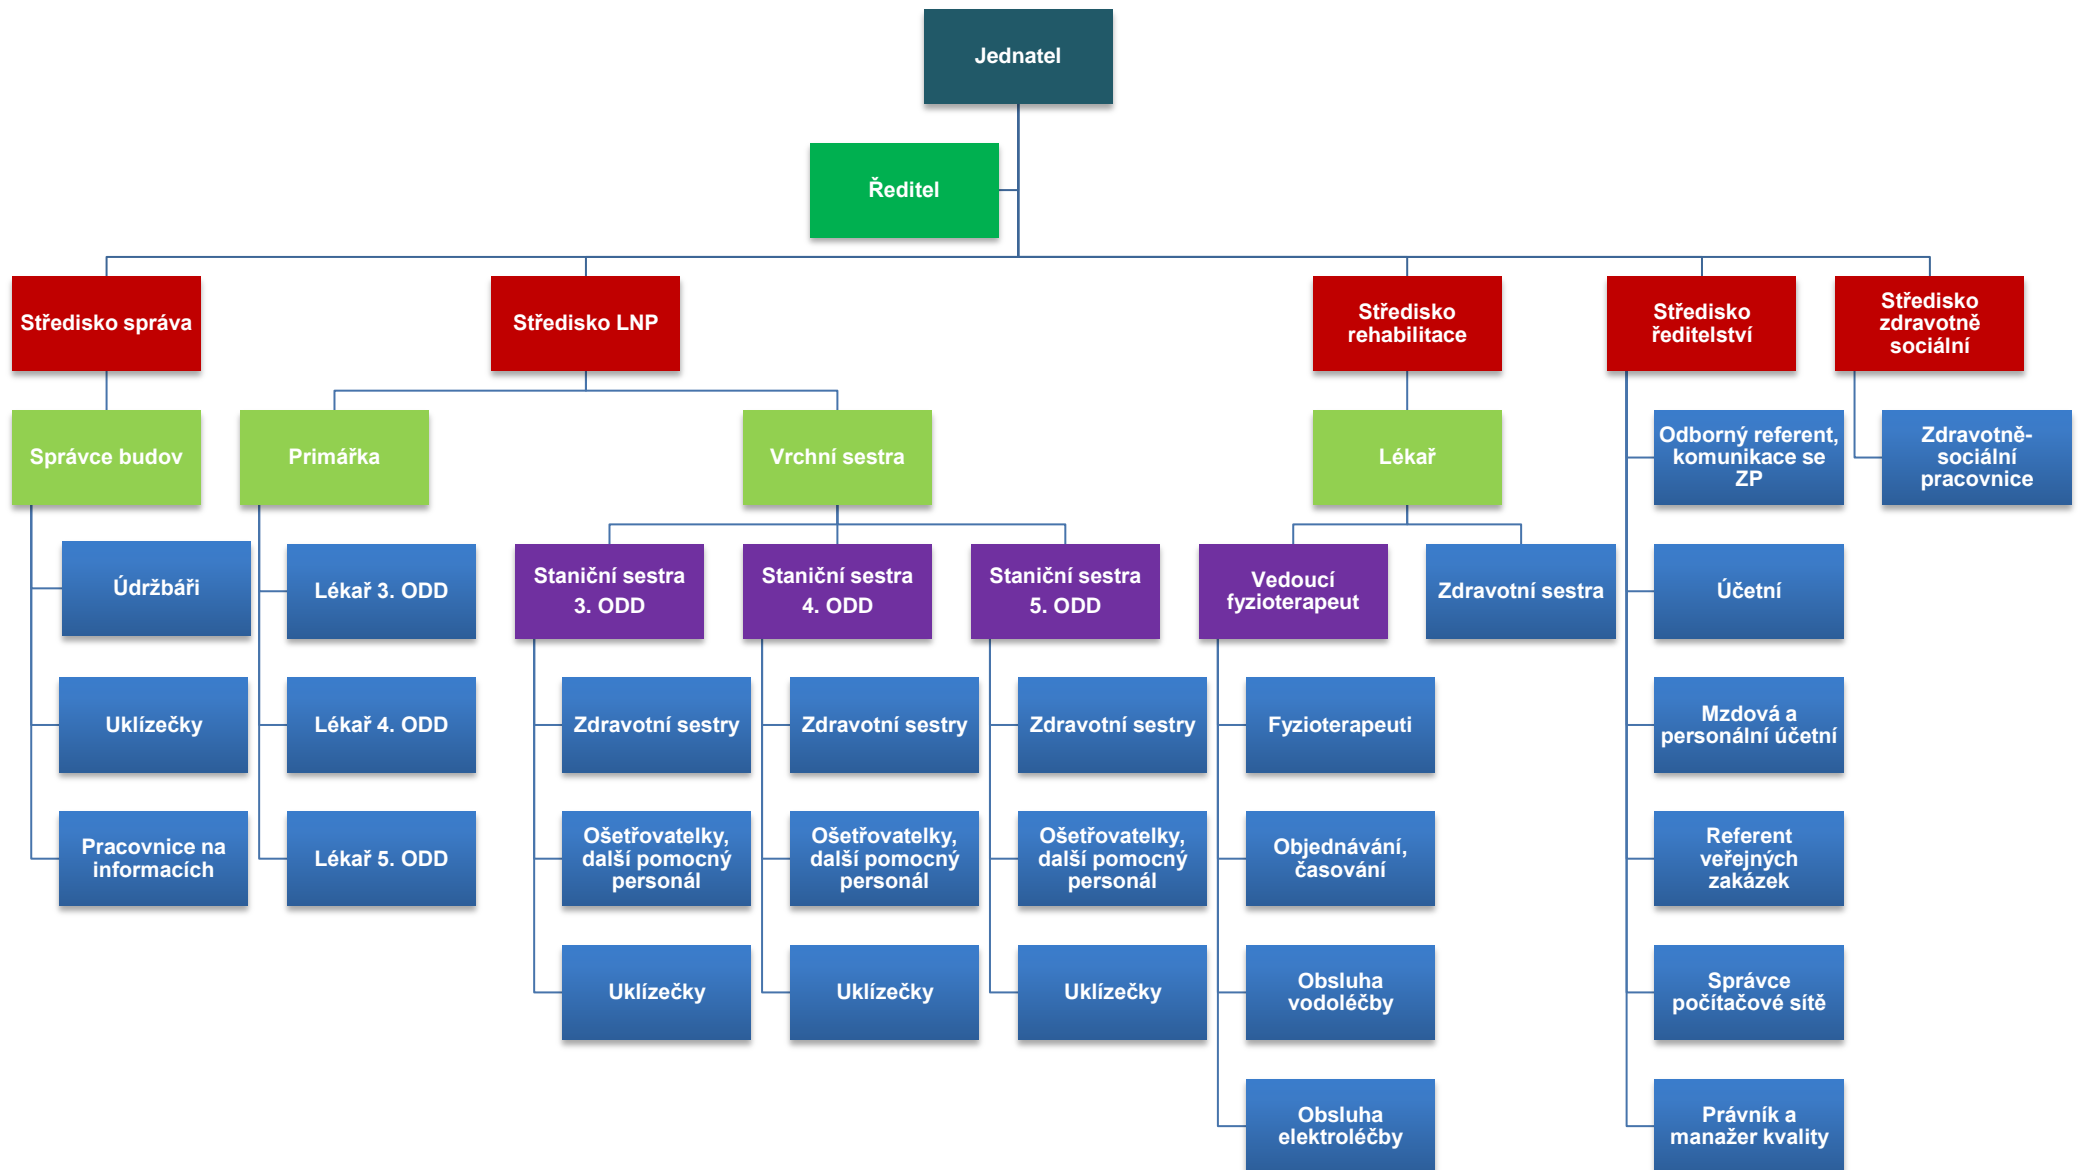 Jednatel
Ředitel
Středisko správa
Středisko LNP
Středisko
rehabilitace
Středisko
ředitelství
Středisko
zdravotně
sociální
Správce budov
Primářka
Vrchní sestra
Lékař
Odborný referent,
komunikace se
ZP
Zdravotně-
sociální
pracovnice
Údržbáři
Lékař 3. ODD
Staniční sestra
3. ODD
Staniční sestra
4. ODD
Staniční sestra
5. ODD
Vedoucí
fyzioterapeut
Zdravotní sestra
Účetní
Uklízečky
Lékař 4. ODD
Zdravotní sestry
Zdravotní sestry
Zdravotní sestry
Fyzioterapeuti
Mzdová a
personální účetní
Pracovnice na
informacích
Lékař 5. ODD
Ošetřovatelky,
další pomocný
personál
Ošetřovatelky,
další pomocný
personál
Ošetřovatelky,
další pomocný
personál
Objednávání,
časování
Referent
veřejných
zakázek
Uklízečky
Uklízečky
Uklízečky
Obsluha
vodoléčby
Správce
počítačové sítě
Obsluha
elektroléčby
Právník a
manažer kvality